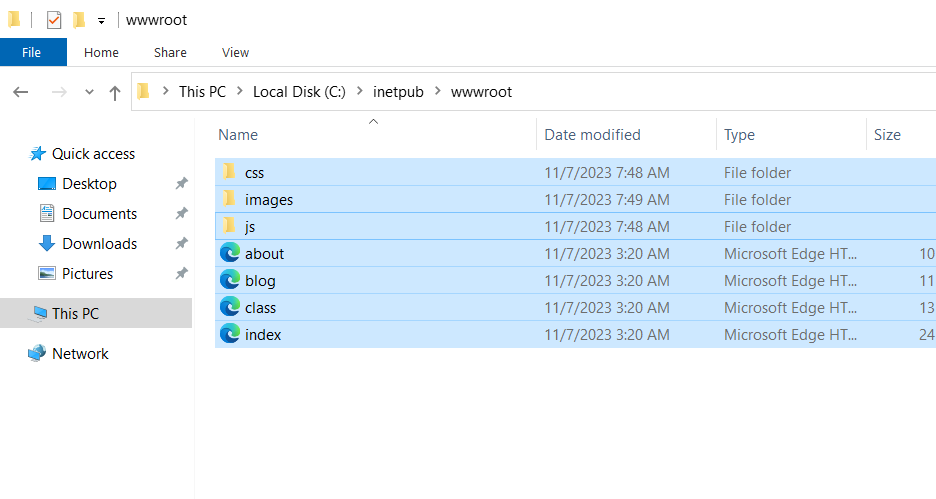 wwwroot
File Home Share View
This PC Local Disk (C:) inetpub wwwroot
Name Date modified Type Size
Quick access
Desktop
Documents
Downloads
Pictures
This PC
Network
css 11/7/2023 7:48 AM File folder
images 11/7/2023 7:49 AM File folder
js 11/7/2023 7:48 AM File folder
about 11/7/2023 3:20 AM Microsoft Edge HT... 10
blog 11/7/2023 3:20 AM Microsoft Edge HT... 11
class 11/7/2023 3:20 AM Microsoft Edge HT... 13
index 11/7/2023 3:20 AM Microsoft Edge HT... 24